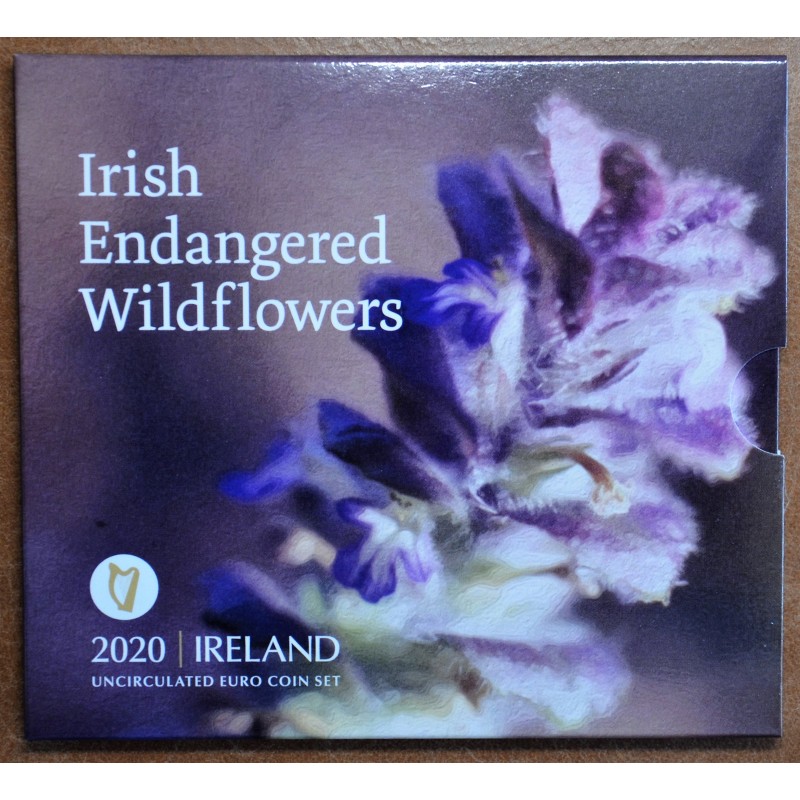 Irish
Endangered
Wildflowers
2020 | IRELAND
UNCIRCULATED EURO COIN SET